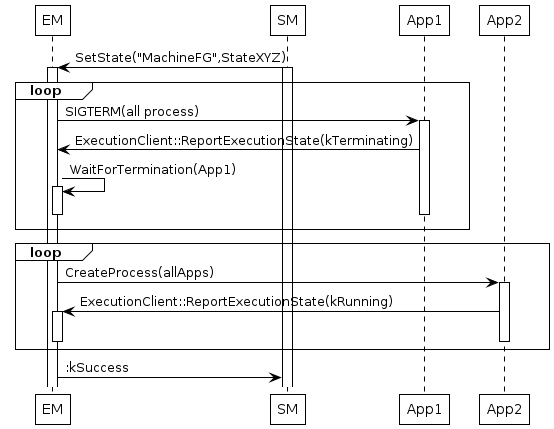 EM SM App1 App2
SetState("MachineFG",StateXYZ)
loop
SIGTERM(all process)
ExecutionClient::ReportExecutionState(kTerminating)
WaitForTermination(App1)
loop
CreateProcess(allApps)
ExecutionClient::ReportExecutionState(kRunning)
:kSuccess
EM SM App1 App2